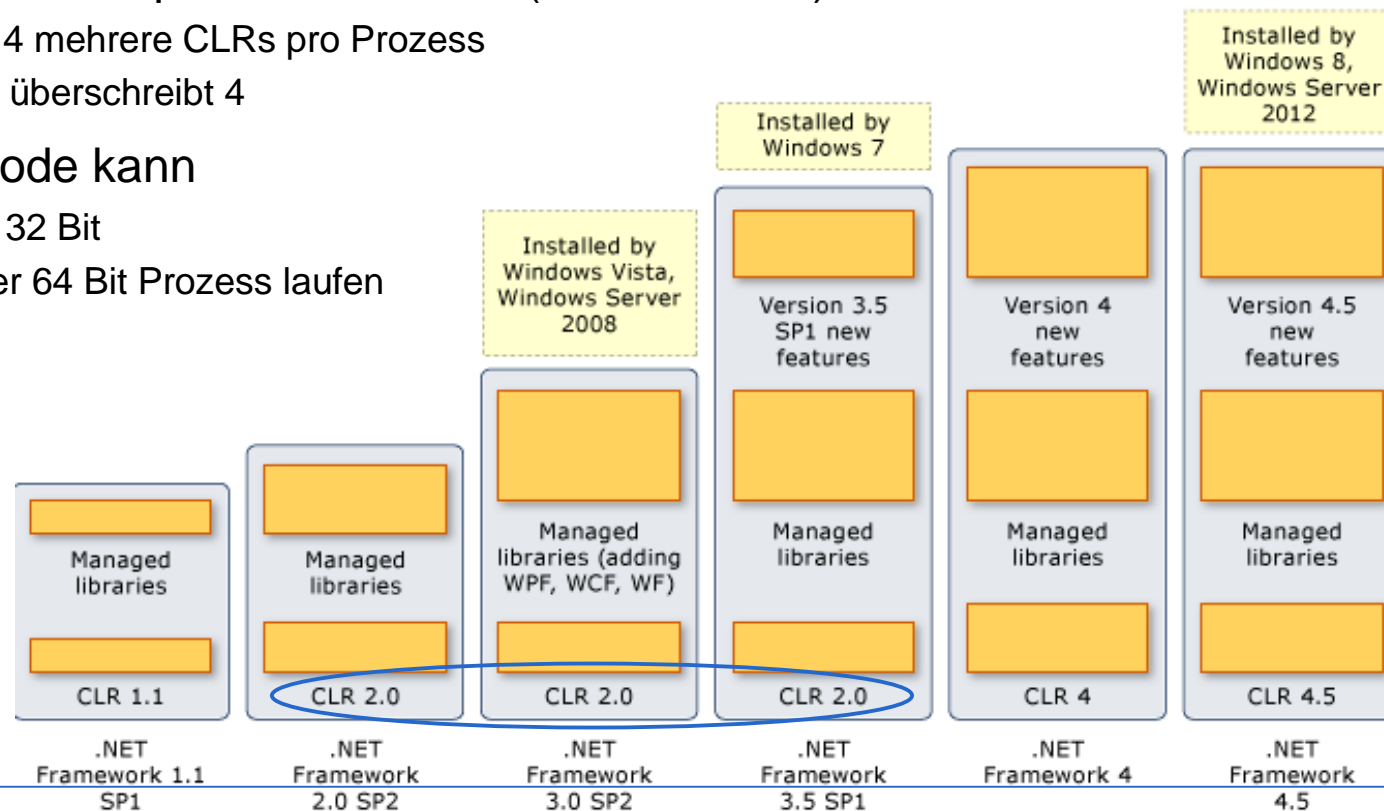 4 mehrere CLRs pro Prozess
überschreibt 4
ode kann
32 Bit
er 64 Bit Prozess laufen
Installed by
Windows Vista,
Windows Server
2008
Installed by
Windows 7
Installed by
Windows 8,
Windows Server
2012
Managed
libraries
CLR 1.1
.NET
Framework 1.1
SP1
Managed
libraries
CLR 2.0
.NET
Framework
2.0 SP2
Managed
libraries (adding
WPF, WCF, WF)
CLR 2.0
.NET
Framework
3.0 SP2
Version 3.5
SP1 new
features
Managed
libraries
CLR 2.0
.NET
Framework
3.5 SP1
Version 4
new
features
Managed
libraries
CLR 4
.NET
Framework 4
Version 4.5
new
features
Managed
libraries
CLR 4.5
.NET
Framework
4.5